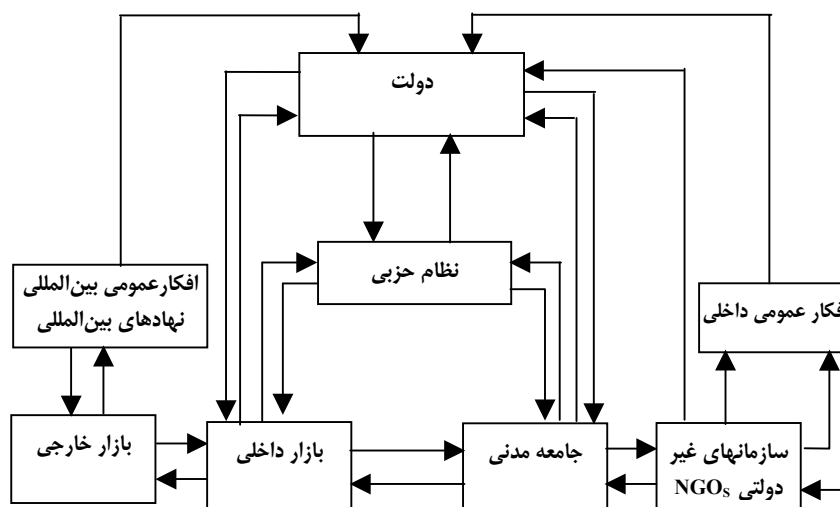 دولت
نظام حزبی
افکارعمومی بین‌المللی
نهادهای بین‌المللی
فکار عمومی داخلی
سازمانهای غیر
دولتی NGOs
جامعه مدنی
بازار داخلی
بازار خارجی